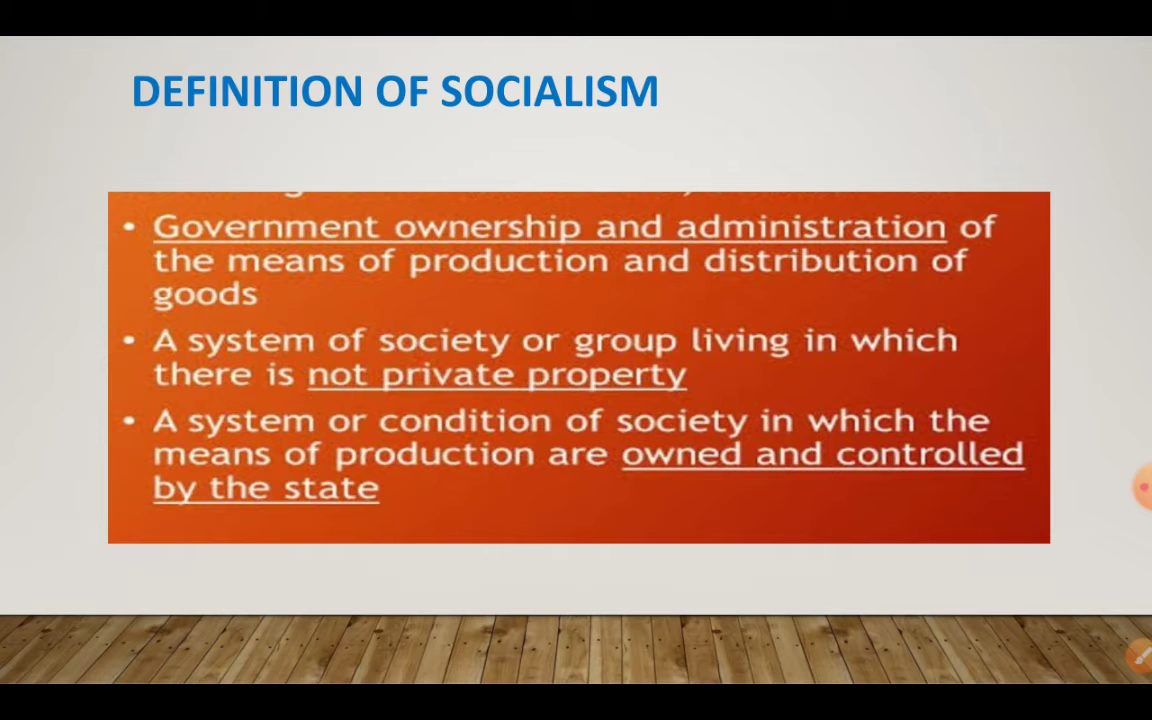 DEFINITION OF SOCIALISM
• Government ownership and administration of
the means of production and distribution of
goods
• A system of society or group living in which
there is not private property
• A system or condition of society in which the
means of production are owned and controlled
by the state